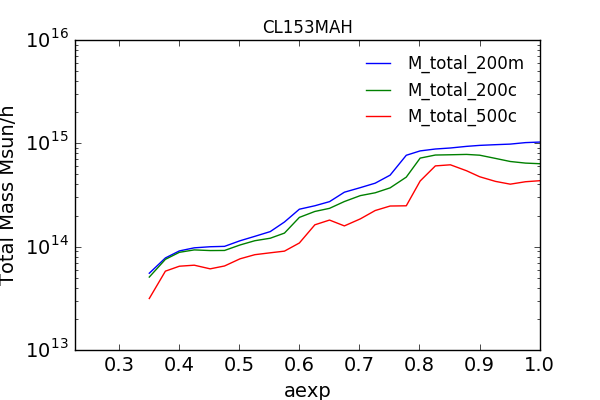 CL153MAH
10^16
10^15
10^14
10^13
Total Mass Msun/h
M_total_200m
M_total_200c
M_total_500c
0.3 0.4 0.5 0.6 0.7 0.8 0.9 1.0
aexp